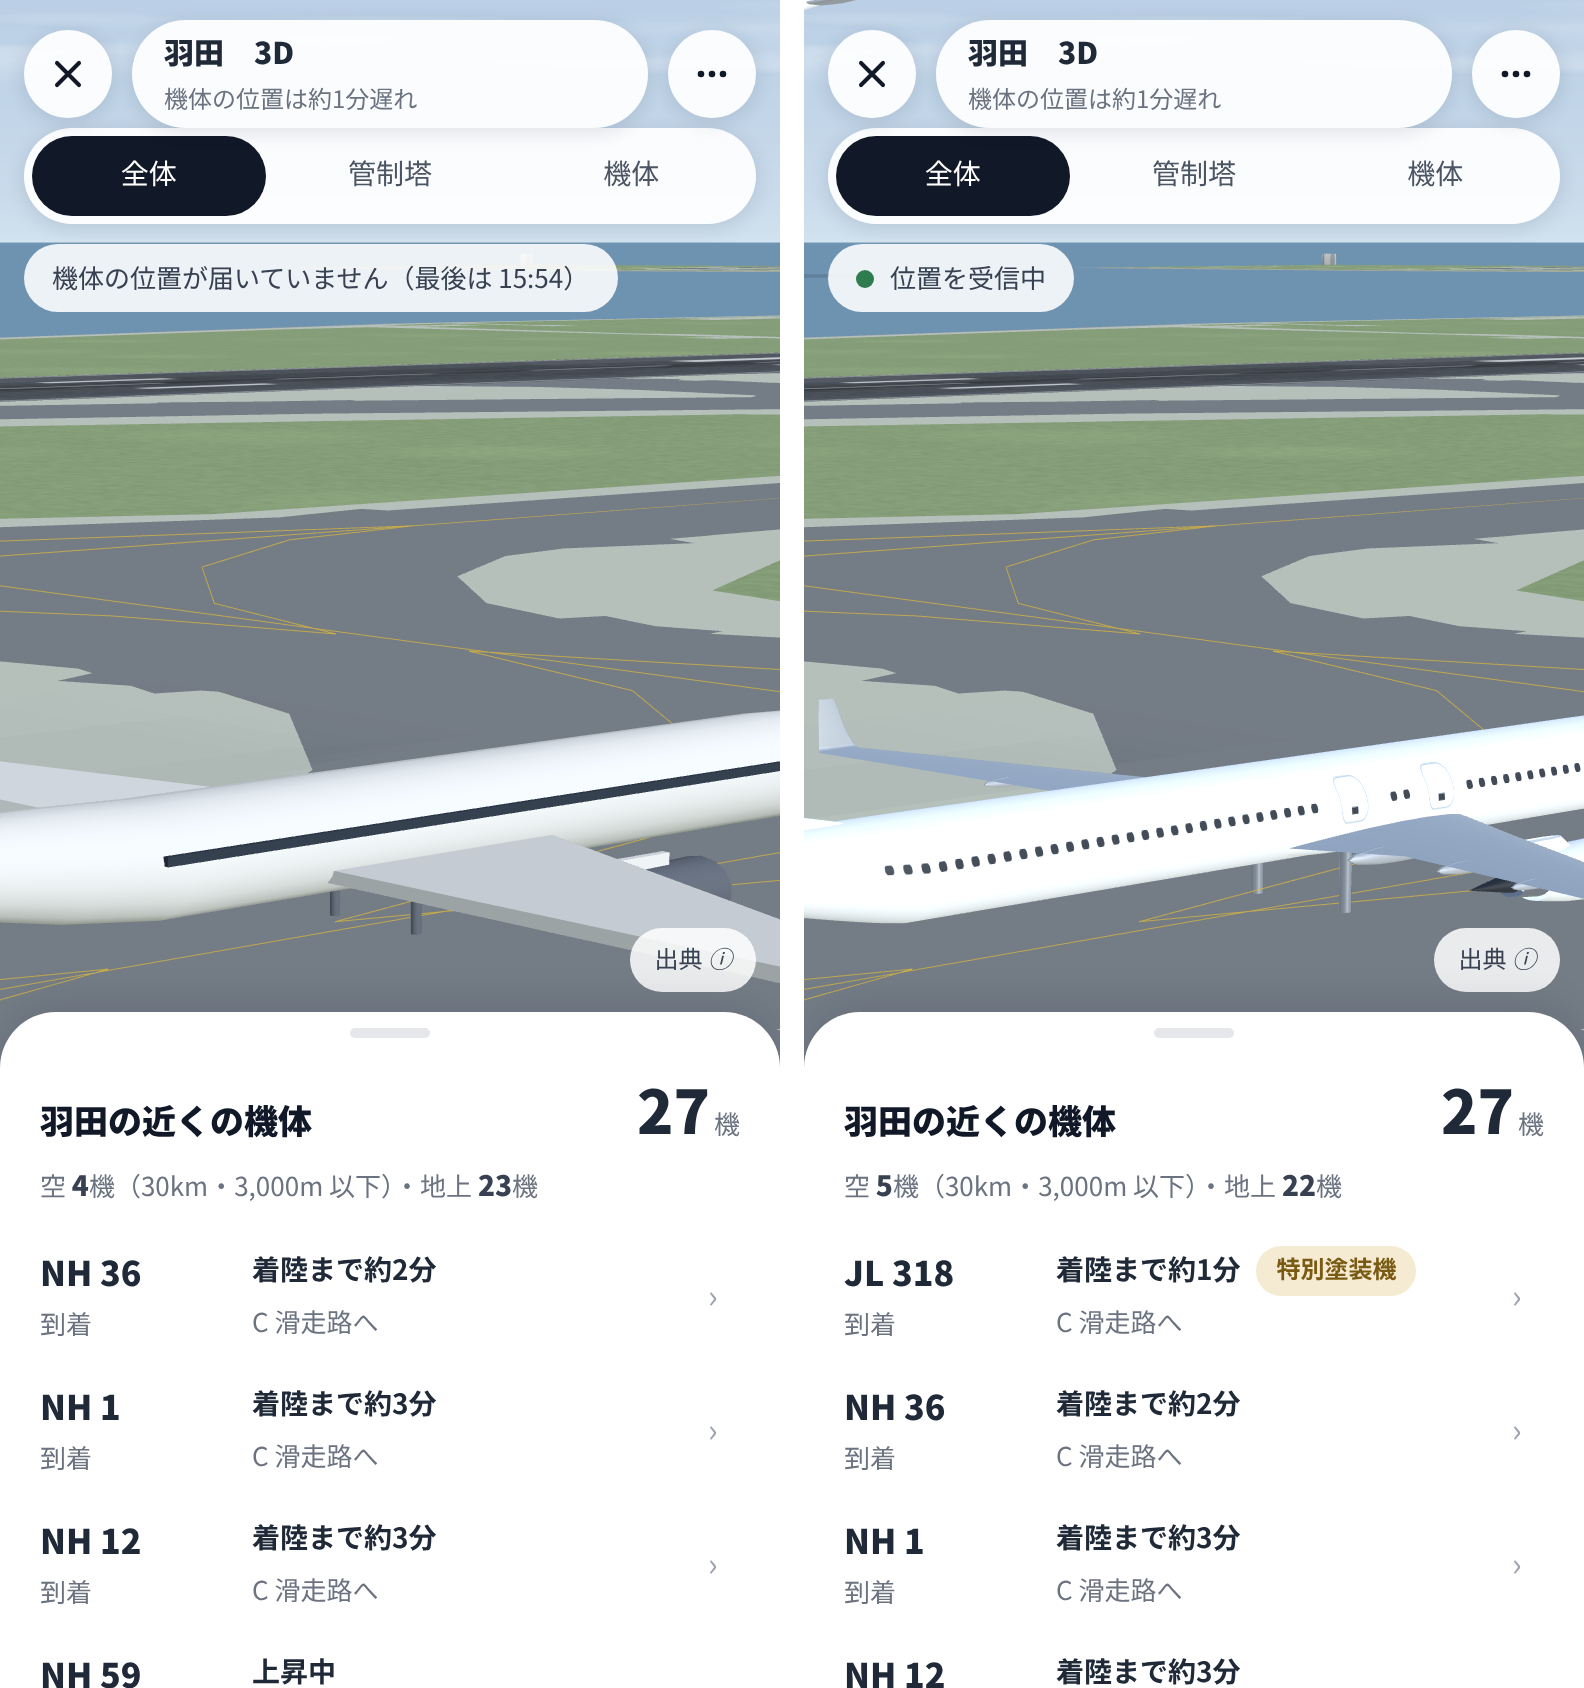 羽田　3D
機体の位置は約1分遅れ
全体
管制塔
機体
機体の位置が届いていません（最後は 15:54）
出典 ⓘ
羽田の近くの機体
27機
空 4機（30km・3,000m 以下）・地上 23機
NH 36
着陸まで約2分
到着
C 滑走路へ
NH 1
着陸まで約3分
到着
C 滑走路へ
NH 12
着陸まで約3分
到着
C 滑走路へ
NH 59
上昇中
羽田　3D
機体の位置は約1分遅れ
全体
管制塔
機体
位置を受信中
出典 ⓘ
羽田の近くの機体
27機
空 5機（30km・3,000m 以下）・地上 22機
JL 318
着陸まで約1分
特別塗装機
到着
C 滑走路へ
NH 36
着陸まで約2分
到着
C 滑走路へ
NH 1
着陸まで約3分
到着
C 滑走路へ
NH 12
着陸まで約3分